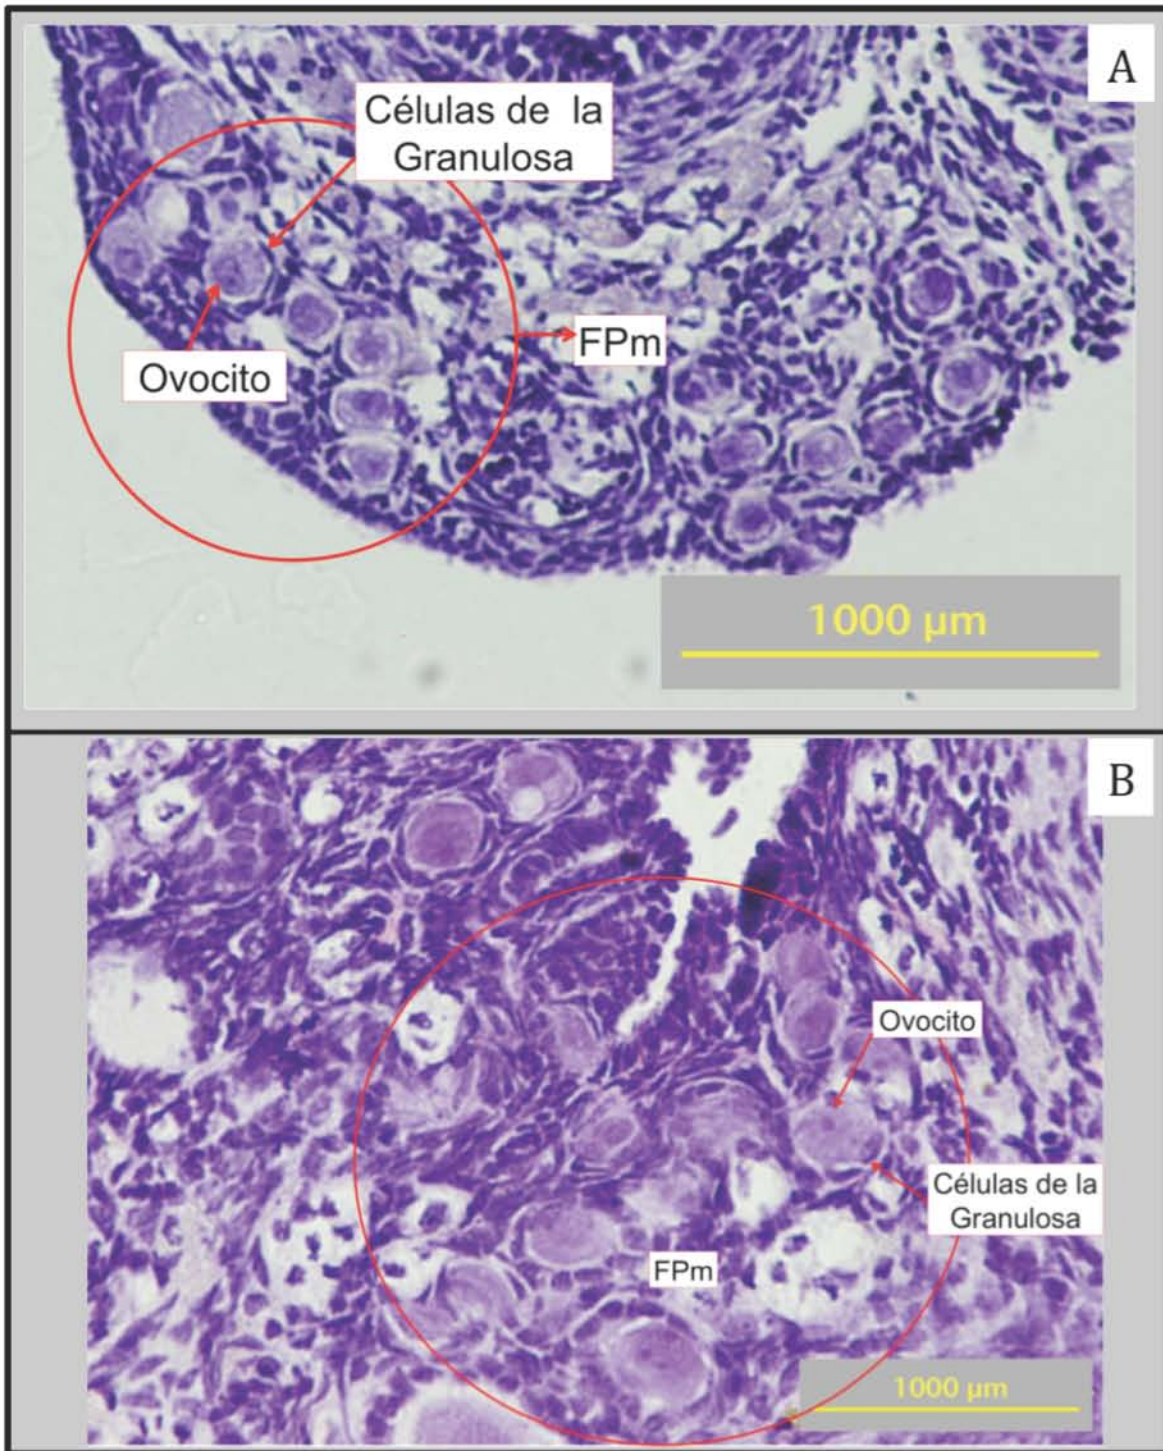 A
Células de la
Granulosa
FPm
Ovocito
1000 µm
B
Ovocito
Células de la
Granulosa
FPm
1000 µm